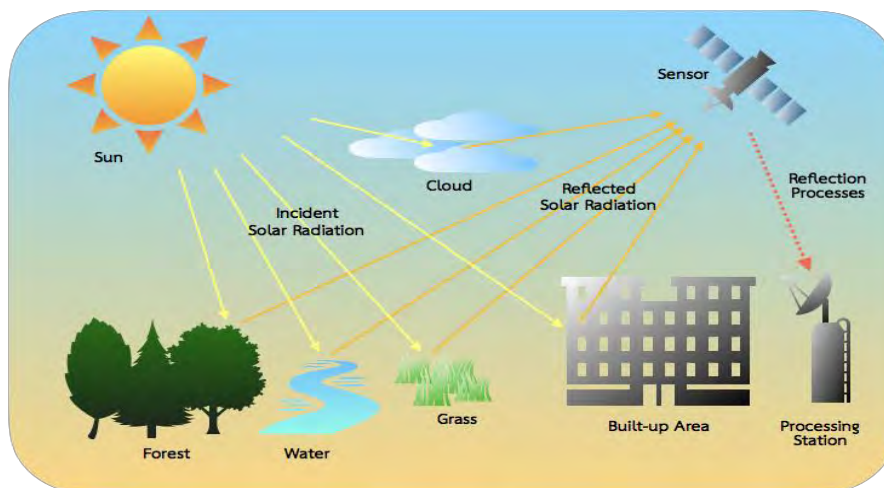 Sensor
Sun
Cloud
Reflection
Processes
Incident
Solar Radiation
Reflected
Solar Radiation
Forest
Water
Grass
Built-up Area
Processing
Station